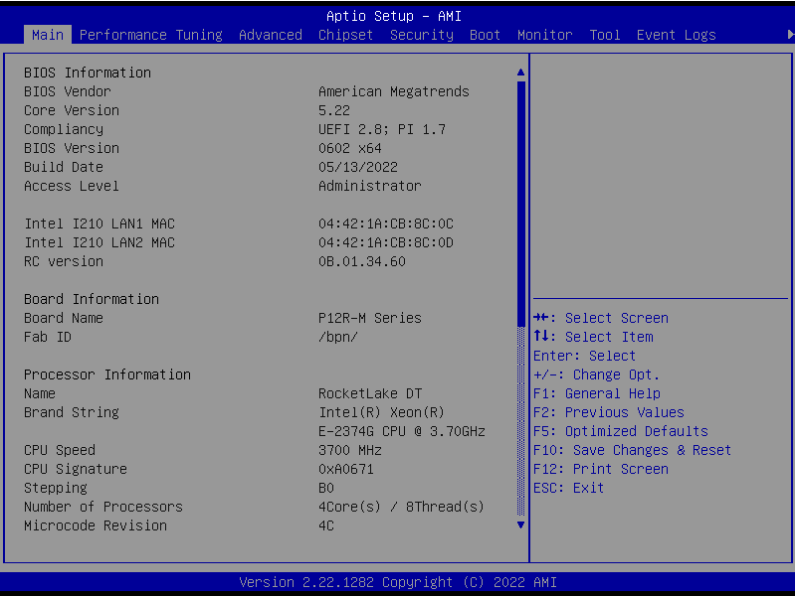 Aptio Setup – AMI
Main Performance Tuning Advanced Chipset Security Boot Monitor Tool Event Logs
BIOS Information
BIOS Vendor American Megatrends
Core Version 5.22
Compliancy UEFI 2.8; PI 1.7
BIOS Version 0602 x64
Build Date 05/13/2022
Access Level Administrator
Intel I210 LAN1 MAC 04:42:1A:CB:8C:0C
Intel I210 LAN2 MAC 04:42:1A:CB:8C:0D
RC version 0B.01.34.60
Board Information
Board Name P12R-M Series
Fab ID /bpn/
Processor Information
Name RocketLake DT
Brand String Intel(R) Xeon(R)
E-2374G CPU @ 3.70GHz
CPU Speed 3700 MHz
CPU Signature 0xA0671
Stepping B0
Number of Processors 4Core(s) / 8Thread(s)
Microcode Revision 4C
→←: Select Screen
↑↓: Select Item
Enter: Select
+/-: Change Opt.
F1: General Help
F2: Previous Values
F5: Optimized Defaults
F10: Save Changes & Reset
F12: Print Screen
ESC: Exit
Version 2.22.1282 Copyright (C) 2022 AMI